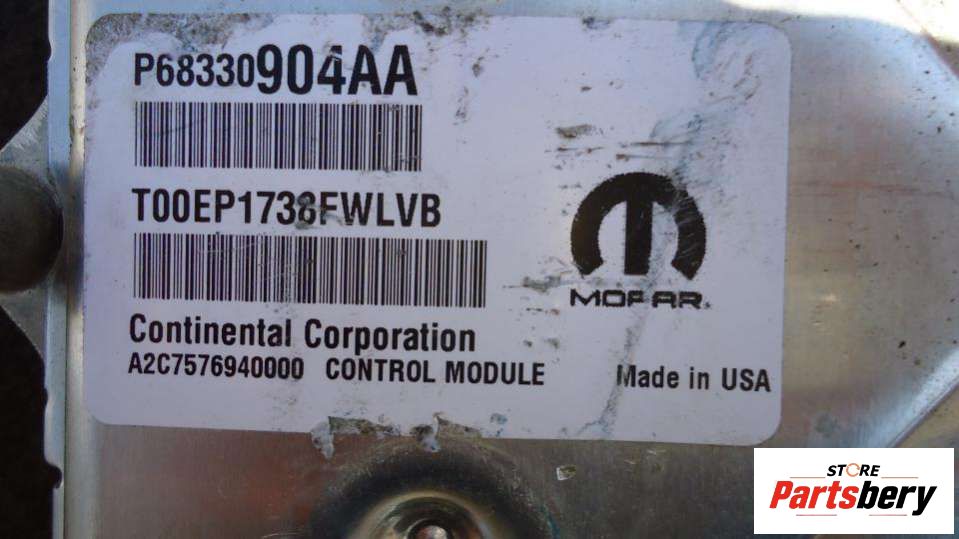 P68330904AA
T00EP1738FWLVB
MOPAR
Continental Corporation
A2C7576940000 CONTROL MODULE Made in USA
STORE
Partsbery